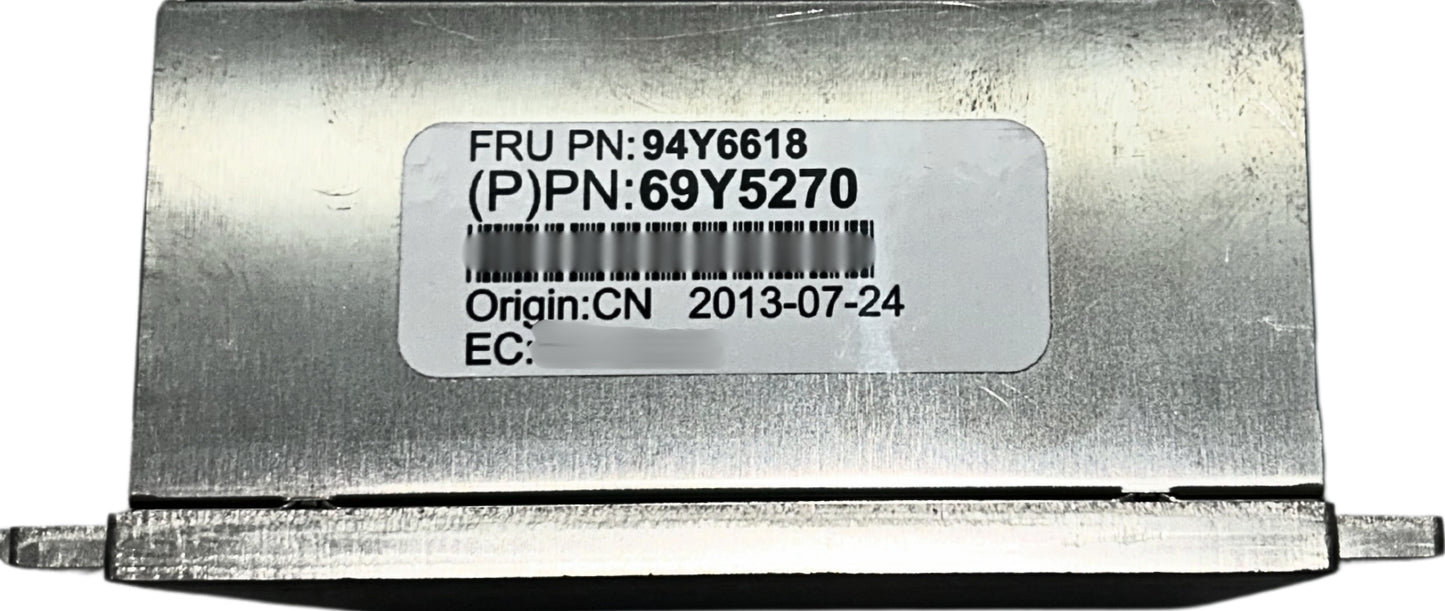 FRU PN:94Y6618
(P)PN:69Y5270
Origin:CN 2013-07-24
EC: